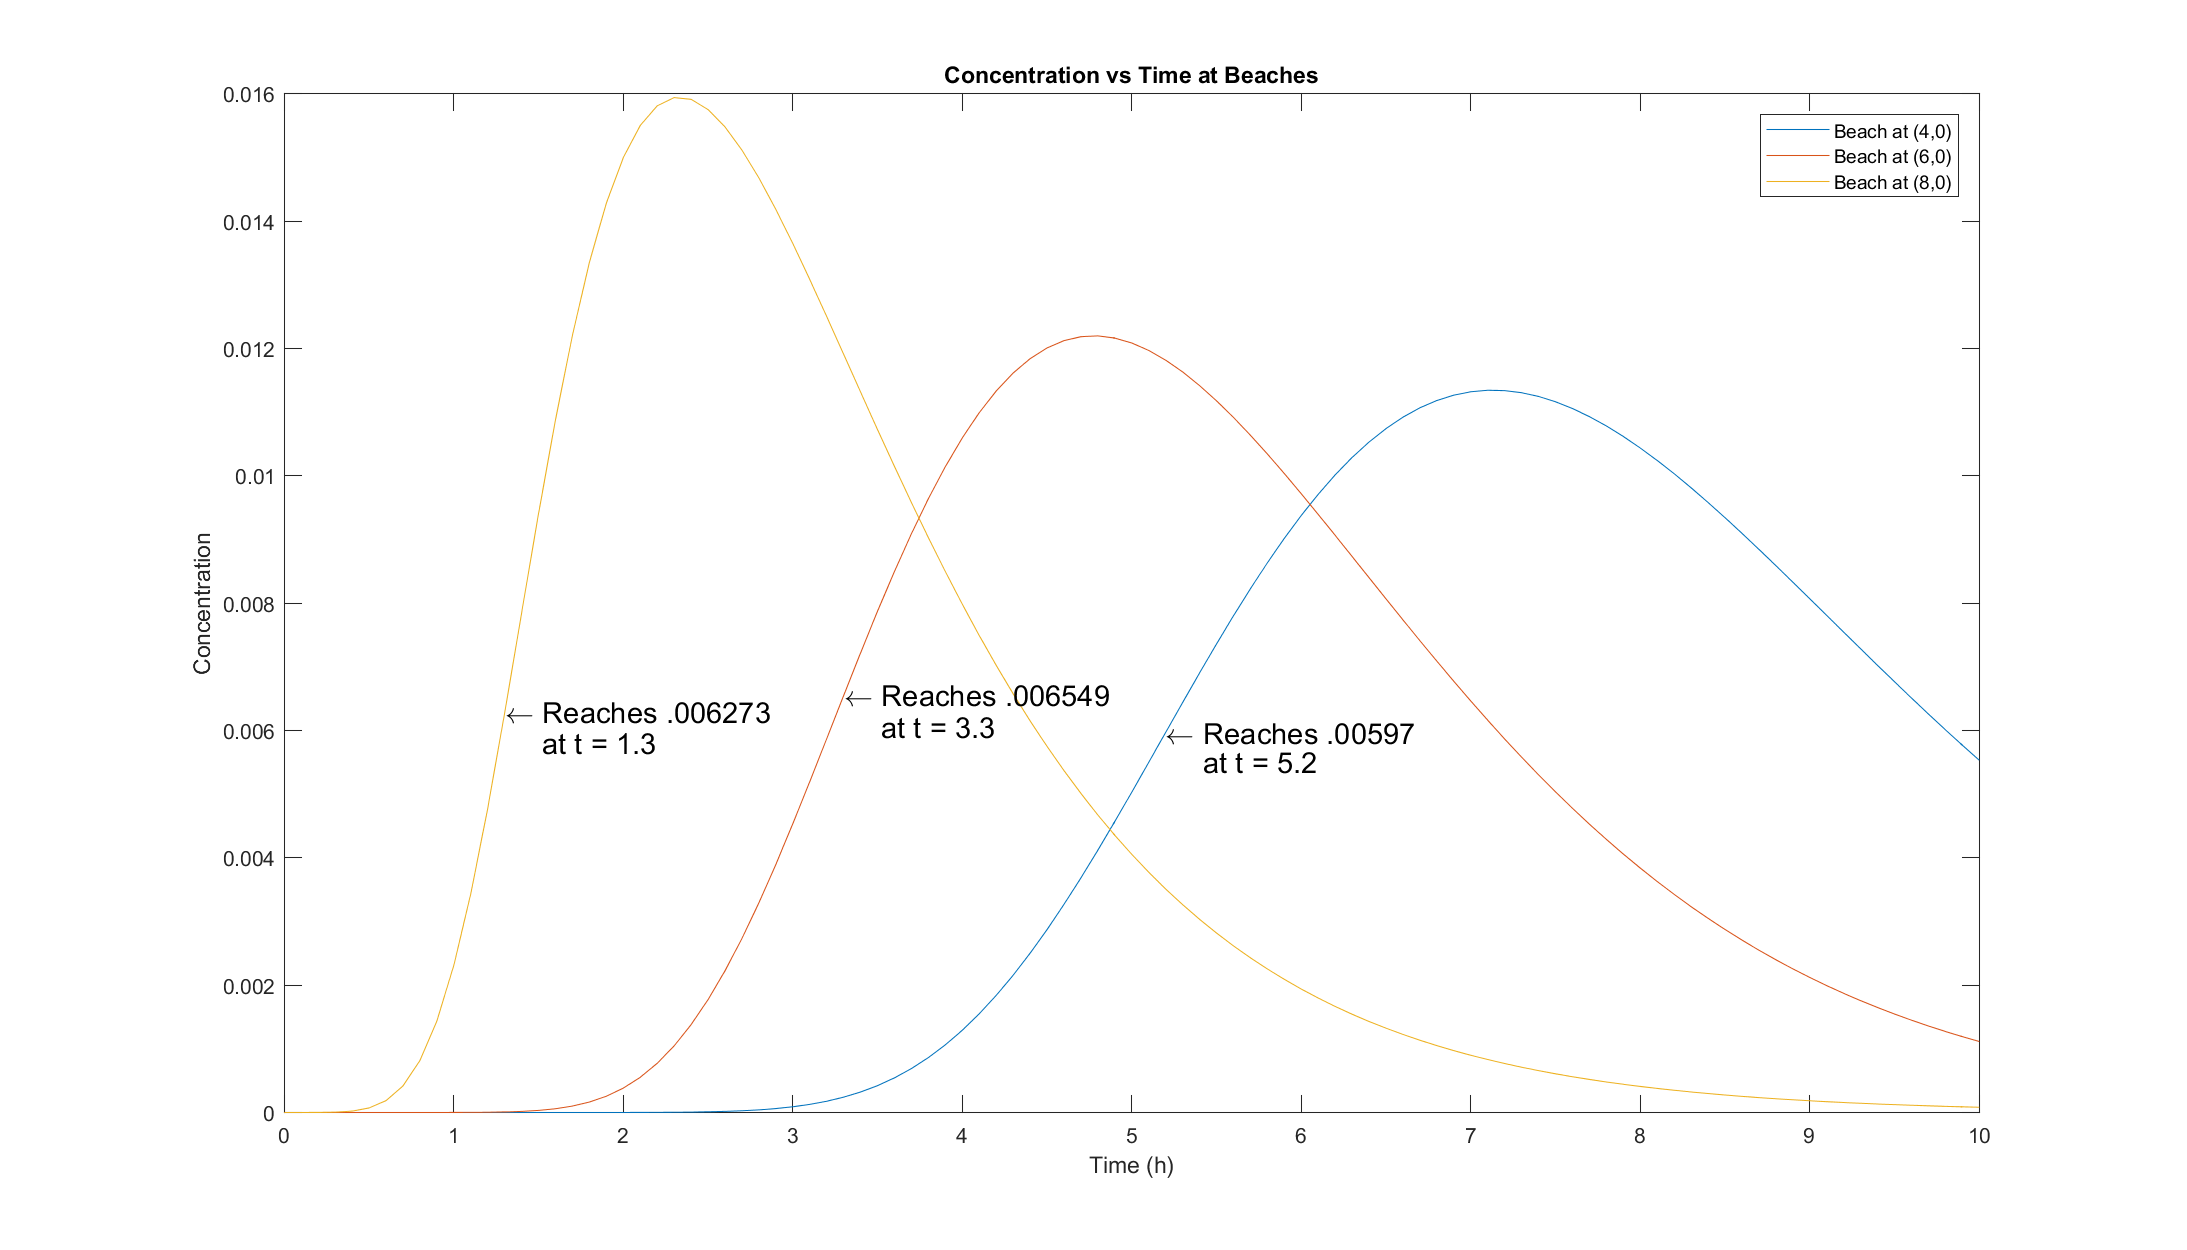 Concentration vs Time at Beaches
0.016
0.014
0.012
0.01
0.008
0.006
0.004
0.002
0
Concentration
Beach at (4,0)
Beach at (6,0)
Beach at (8,0)
← Reaches .006273
at t = 1.3
← Reaches .006549
at t = 3.3
← Reaches .00597
at t = 5.2
0 1 2 3 4 5 6 7 8 9 10
Time (h)